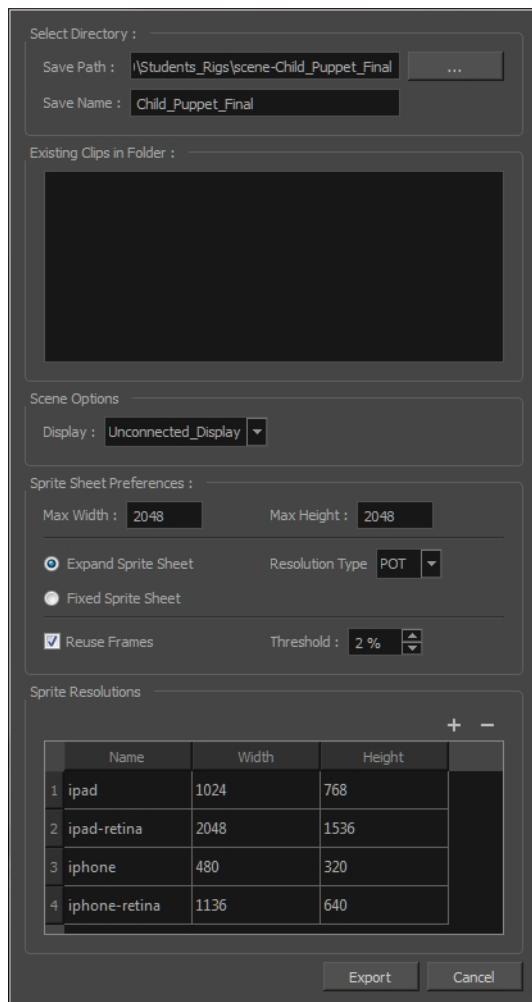 Select Directory :
Save Path : \Students_Rigs\scene-Child_Puppet_Final ...
Save Name : Child_Puppet_Final
Existing Clips in Folder :
Scene Options
Display : Unconnected_Display
Sprite Sheet Preferences :
Max Width : 2048 Max Height : 2048
Expand Sprite Sheet Resolution Type POT
Fixed Sprite Sheet
Reuse Frames Threshold : 2 %
Sprite Resolutions
+ −
Name Width Height
1 ipad 1024 768
2 ipad-retina 2048 1536
3 iphone 480 320
4 iphone-retina 1136 640
Export Cancel